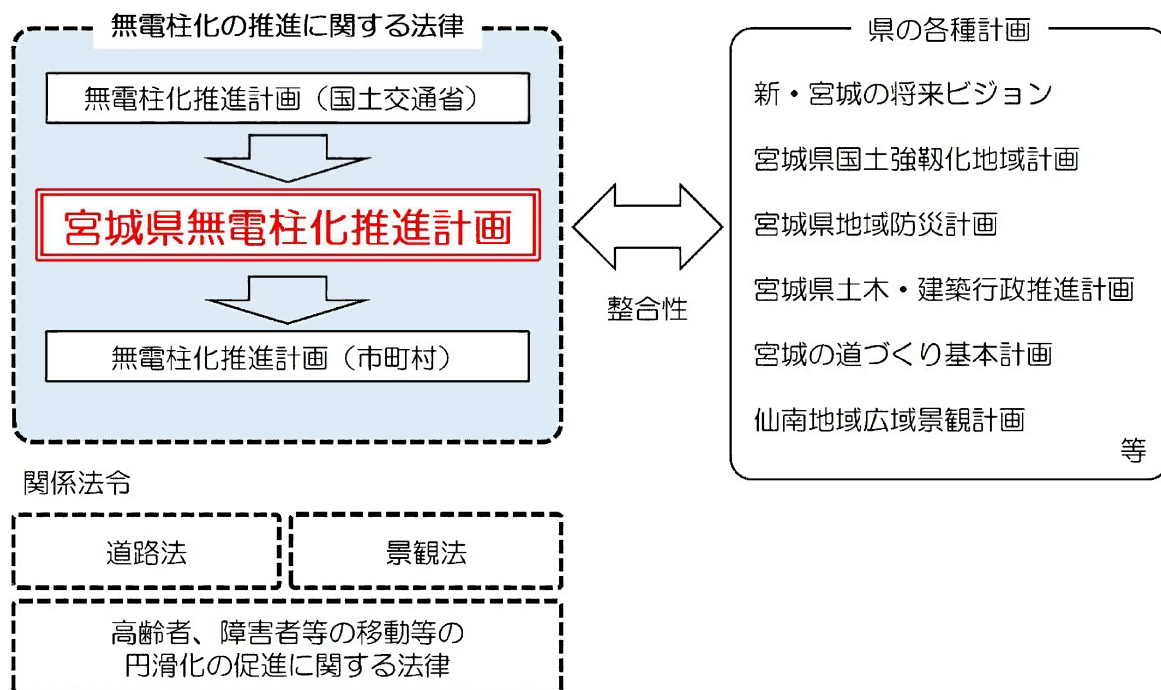 無電柱化の推進に関する法律
無電柱化推進計画（国土交通省）
宮城県無電柱化推進計画
無電柱化推進計画（市町村）
整合性
県の各種計画
新・宮城の将来ビジョン
宮城県国土強靱化地域計画
宮城県地域防災計画
宮城県土木・建築行政推進計画
宮城の道づくり基本計画
仙南地域広域景観計画
等
関係法令
道路法
景観法
高齢者、障害者等の移動等の
円滑化の促進に関する法律